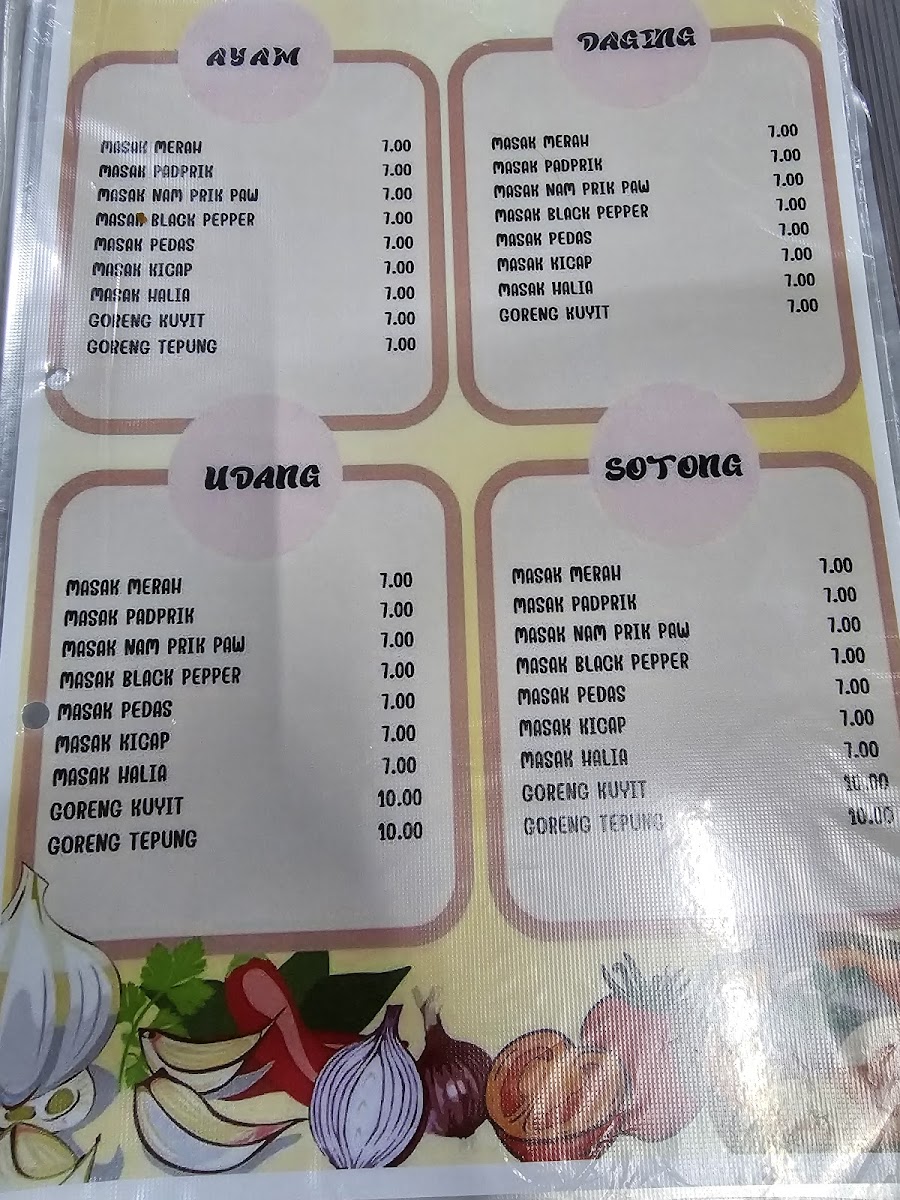 AYAM
MASAK MERAH 7.00
MASAK PADPRIK 7.00
MASAK NAM PRIK PAW 7.00
MASAK BLACK PEPPER 7.00
MASAK PEDAS 7.00
MASAK KICAP 7.00
MASAK HALIA 7.00
GORENG KUYIT 7.00
GORENG TEPUNG 7.00
DAGING
MASAK MERAH 7.00
MASAK PADPRIK 7.00
MASAK NAM PRIK PAW 7.00
MASAK BLACK PEPPER 7.00
MASAK PEDAS 7.00
MASAK KICAP 7.00
MASAK HALIA 7.00
GORENG KUYIT 7.00
UDANG
MASAK MERAH 7.00
MASAK PADPRIK 7.00
MASAK NAM PRIK PAW 7.00
MASAK BLACK PEPPER 7.00
MASAK PEDAS 7.00
MASAK KICAP 7.00
MASAK HALIA 7.00
GORENG KUYIT 10.00
GORENG TEPUNG 10.00
SOTONG
MASAK MERAH 7.00
MASAK PADPRIK 7.00
MASAK NAM PRIK PAW 7.00
MASAK BLACK PEPPER 7.00
MASAK PEDAS 7.00
MASAK KICAP 7.00
MASAK HALIA 7.00
GORENG KUYIT 10.00
GORENG TEPUNG 10.00